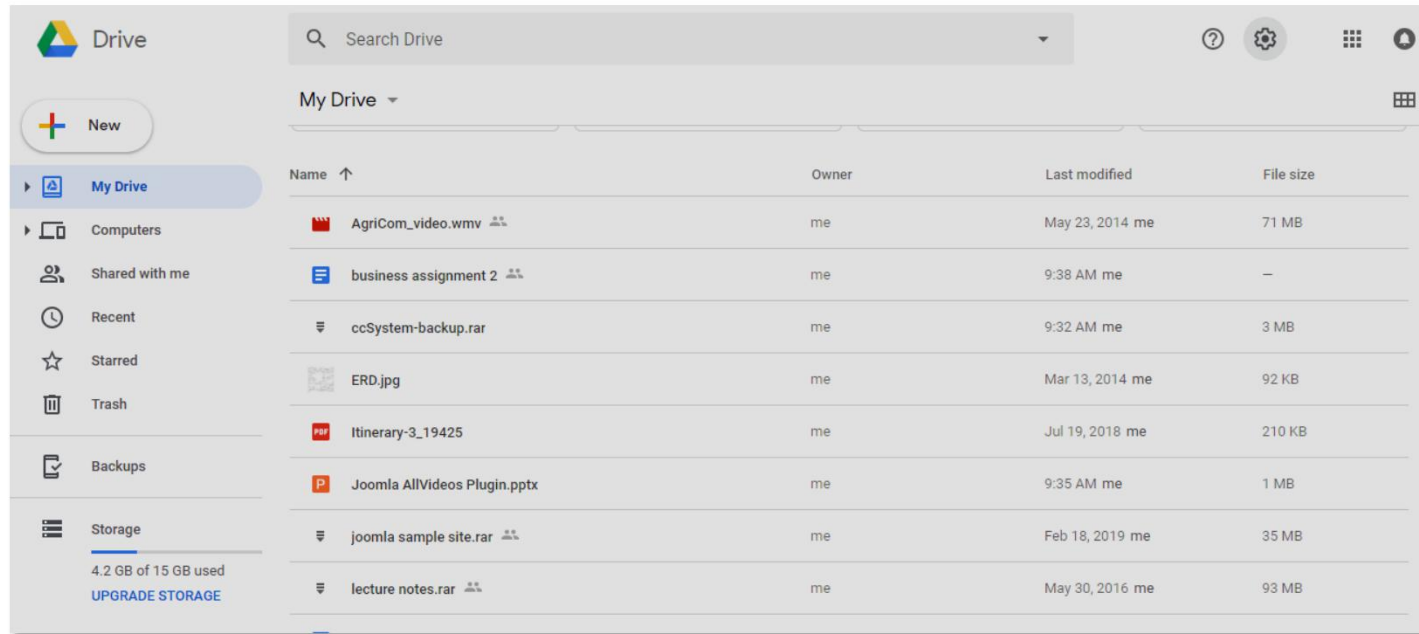 Drive
Search Drive
My Drive
New
Name Owner Last modified File size
My Drive
AgriCom_video.wmv me May 23, 2014 me 71 MB
Computers
business assignment 2 me 9:38 AM me —
Shared with me
Recent
ccSystem-backup.rar me 9:32 AM me 3 MB
Starred
ERD.jpg me Mar 13, 2014 me 92 KB
Trash
PDF Itinerary-3_19425 me Jul 19, 2018 me 210 KB
Backups
P Joomla AllVideos Plugin.pptx me 9:35 AM me 1 MB
Storage
joomla sample site.rar me Feb 18, 2019 me 35 MB
4.2 GB of 15 GB used
UPGRADE STORAGE
lecture notes.rar me May 30, 2016 me 93 MB